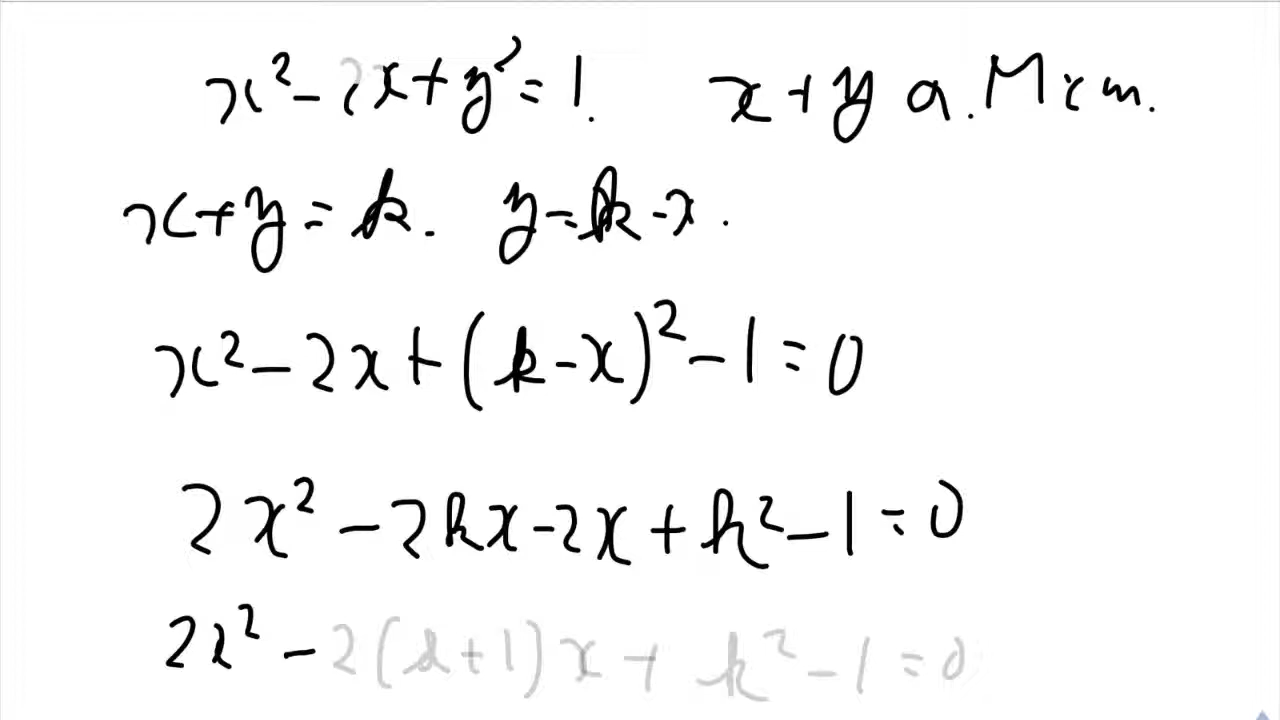 x² - 2x + y² = 1. x + y a. Min.
x + y = k. y = k - x.
x² - 2x + (k - x)² - 1 = 0
2x² - 2kx - 2x + k² - 1 = 0
2x² - 2(k+1)x + k² - 1 = 0